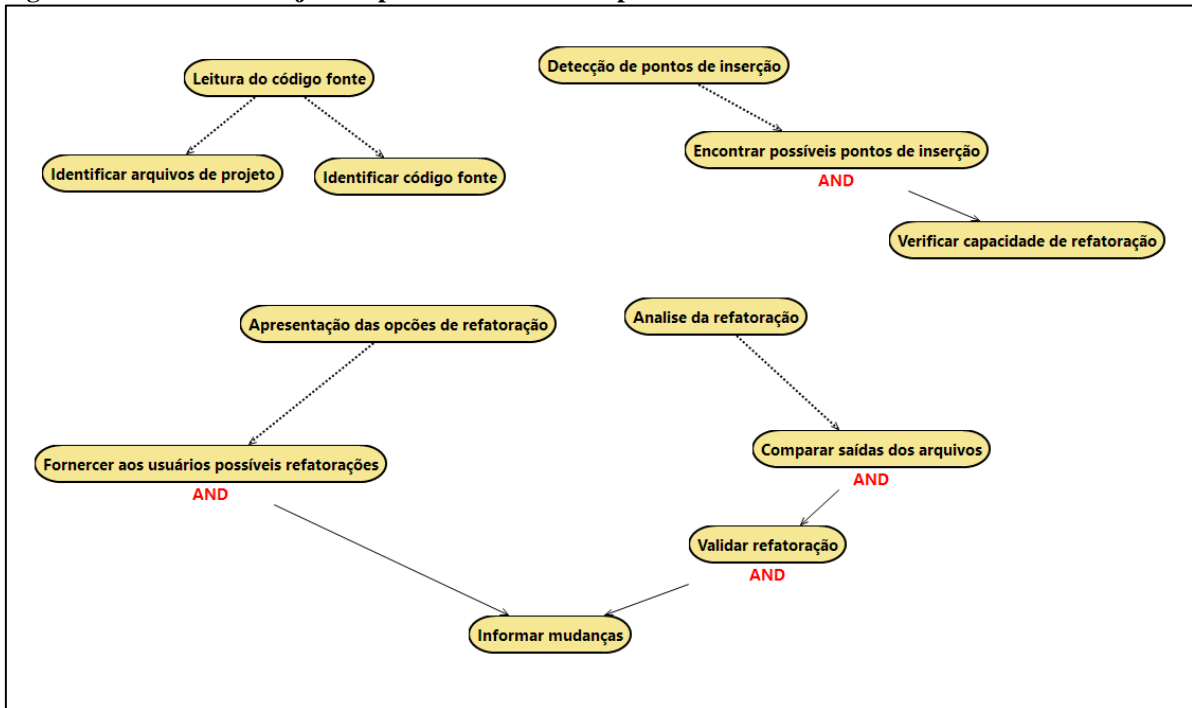 Leitura do código fonte
Detecção de pontos de inserção
Identificar arquivos de projeto
Identificar código fonte
Encontrar possíveis pontos de inserção
AND
Verificar capacidade de refatoração
Apresentação das opcões de refatoração
Analise da refatoração
Fornercer aos usuários possíveis refatorações
AND
Comparar saídas dos arquivos
AND
Validar refatoração
AND
Informar mudanças